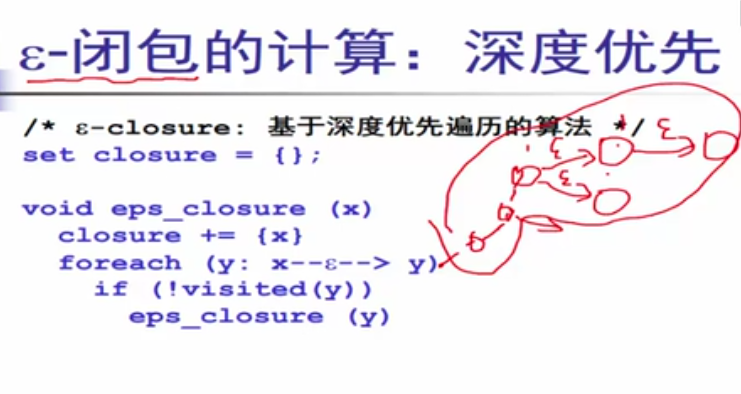 ε-闭包的计算：深度优先
/* ε-closure: 基于深度优先遍历的算法 */
set closure = {};
void eps_closure (x)
closure += {x}
foreach (y: x--ε--> y)
if (!visited(y))
eps_closure (y)
ε
ε
ε